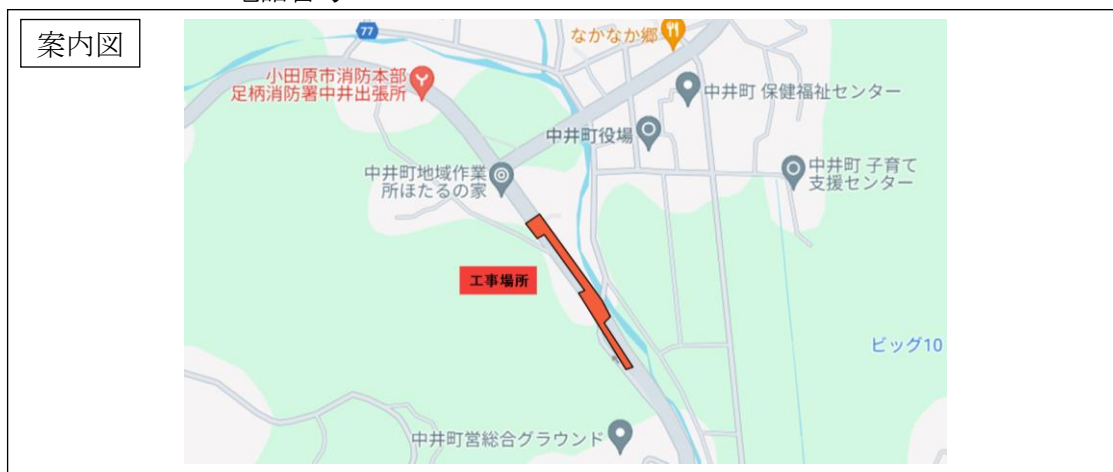 案内図
77
なかなか郷
小田原市消防本部
足柄消防署中井出張所
中井町 保健福祉センター
中井町役場
中井町地域作業
所ほたるの家
中井町 子育て
支援センター
工事場所
ビッグ10
中井町営総合グラウンド